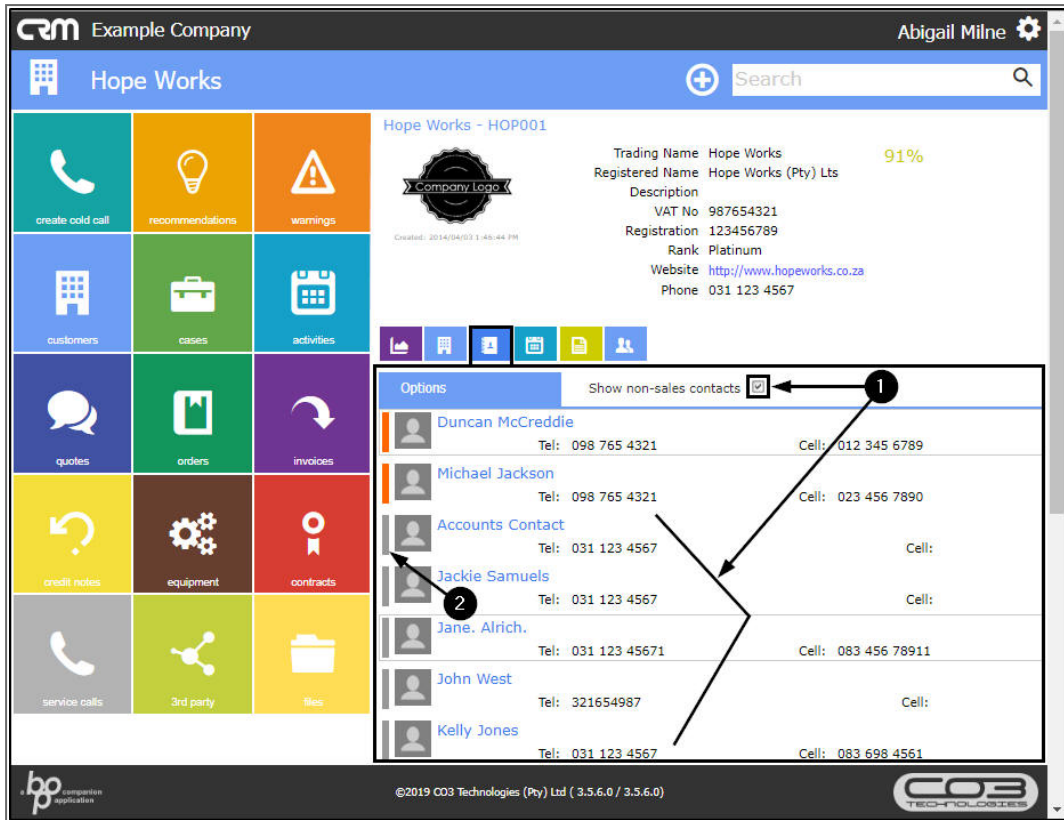 CRM Example Company
Abigail Milne
Hope Works
Search
create cold call
recommendations
warnings
customers
cases
activities
quotes
orders
invoices
credit notes
equipment
contracts
service calls
3rd party
files
Hope Works - HOP001
Company Logo
Created: 2014/04/03 1:46:44 PM
Trading Name Hope Works
91%
Registered Name Hope Works (Pty) Lts
Description
VAT No 987654321
Registration 123456789
Rank Platinum
Website http://www.hopeworks.co.za
Phone 031 123 4567
Options
Show non-sales contacts
1
Duncan McCreddie
Tel: 098 765 4321 Cell: 012 345 6789
Michael Jackson
Tel: 098 765 4321 Cell: 023 456 7890
Accounts Contact
Tel: 031 123 4567 Cell:
Jackie Samuels
2
Tel: 031 123 4567 Cell:
Jane. Alrich.
Tel: 031 123 45671 Cell: 083 456 78911
John West
Tel: 321654987 Cell:
Kelly Jones
Tel: 031 123 4567 Cell: 083 698 4561
a bpo companion application
©2019 CO3 Technologies (Pty) Ltd ( 3.5.6.0 / 3.5.6.0)
CO3
TECHNOLOGIES